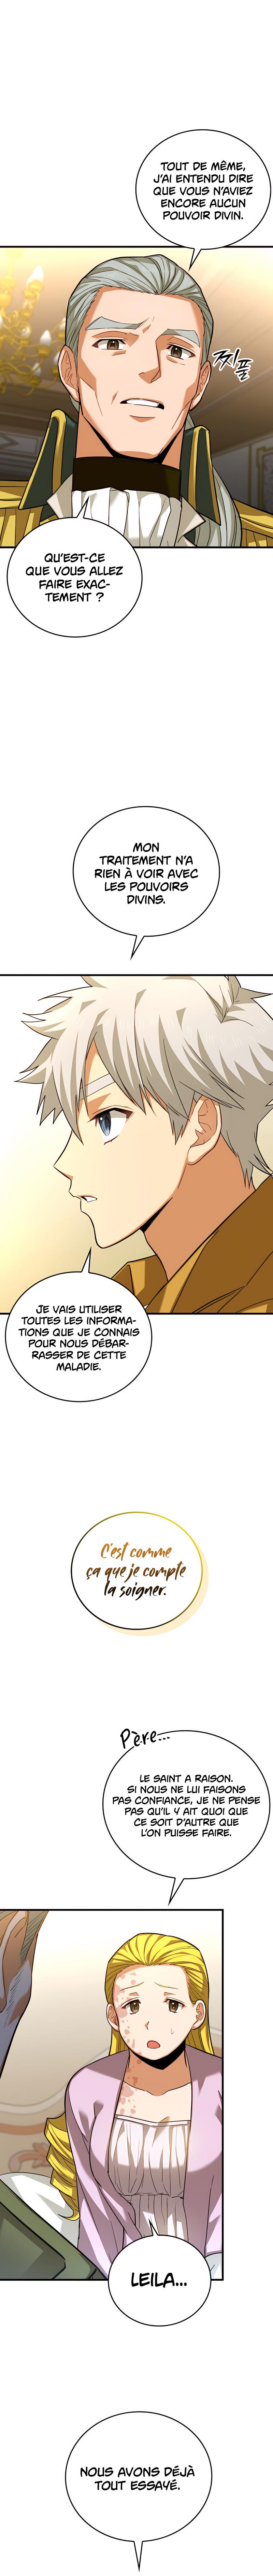 TOUT DE MÊME,
J'AI ENTENDU DIRE
QUE VOUS N'AVIEZ
ENCORE AUCUN
POUVOIR DIVIN.
찌풀
QU'EST-CE
QUE VOUS ALLEZ
FAIRE EXAC-
TEMENT ?
MON
TRAITEMENT N'A
RIEN À VOIR AVEC
LES POUVOIRS
DIVINS.
JE VAIS UTILISER
TOUTES LES INFORMA-
TIONS QUE JE CONNAIS
POUR NOUS DÉBAR-
RASSER DE CETTE
MALADIE.
C'est comme
ça que je compte
la soigner.
Père...
LE SAINT A RAISON.
SI NOUS NE LUI FAISONS
PAS CONFIANCE, JE NE PENSE
PAS QU'IL Y AIT QUOI QUE
CE SOIT D'AUTRE QUE
L'ON PUISSE FAIRE.
LEILA...
NOUS AVONS DÉJÀ
TOUT ESSAYÉ.